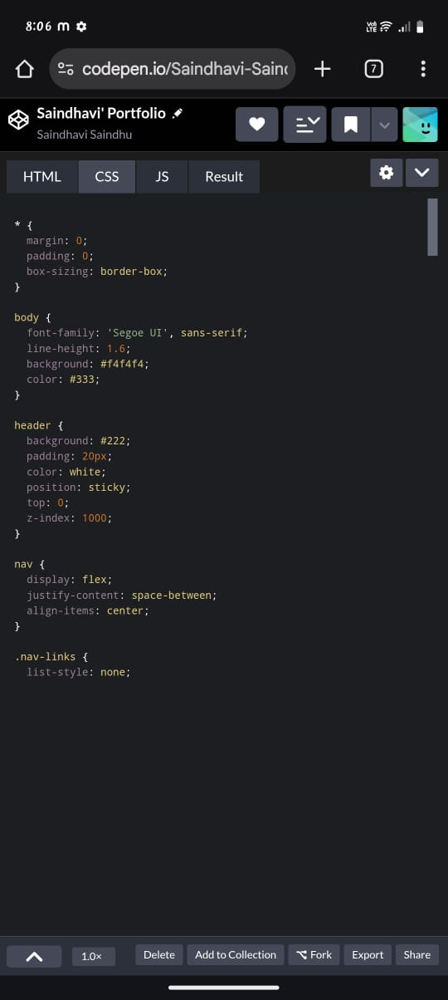 8:06 m
Vo) LTE
codepen.io/Saindhavi-Saind
7
Saindhavi' Portfolio
Saindhavi Saindhu
HTML CSS JS Result
* {
  margin: 0;
  padding: 0;
  box-sizing: border-box;
}
body {
  font-family: 'Segoe UI', sans-serif;
  line-height: 1.6;
  background: #f4f4f4;
  color: #333;
}
header {
  background: #222;
  padding: 20px;
  color: white;
  position: sticky;
  top: 0;
  z-index: 1000;
}
nav {
  display: flex;
  justify-content: space-between;
  align-items: center;
}
.nav-links {
  list-style: none;
1.0× Delete Add to Collection Fork Export Share